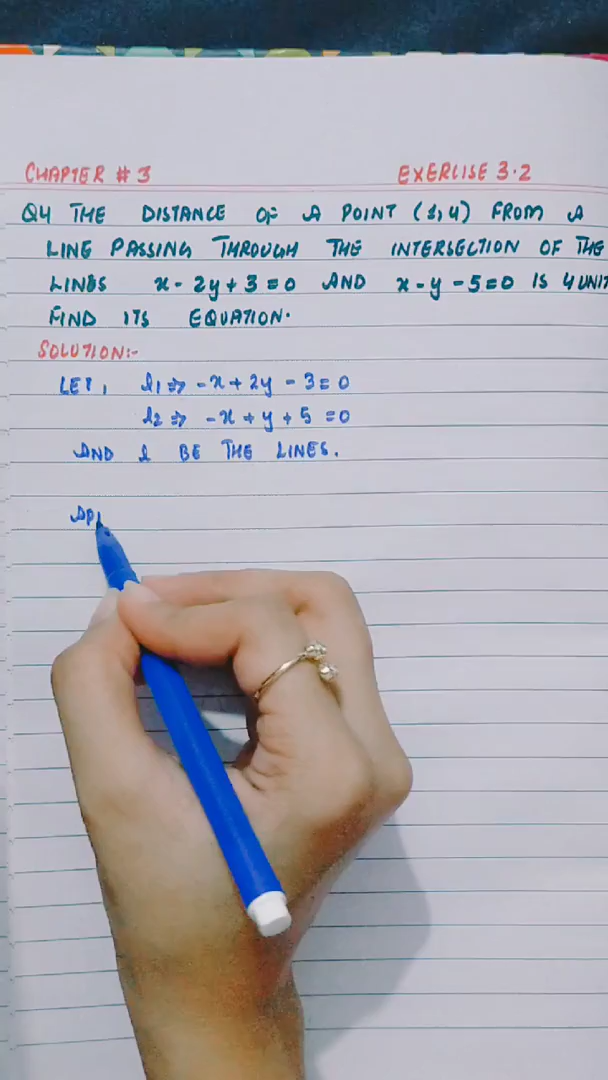 CHAPTER # 3 EXERCISE 3.2
Q4 THE DISTANCE OF A POINT (1,4) FROM A
LINE PASSING THROUGH THE INTERSECTION OF THE
LINES x - 2y + 3 = 0 AND x - y - 5 = 0 IS 4 UNIT
FIND ITS EQUATION.
SOLUTION:-
LET, l1 => -x + 2y - 3 = 0
l2 => -x + y + 5 = 0
AND l BE THE LINES.